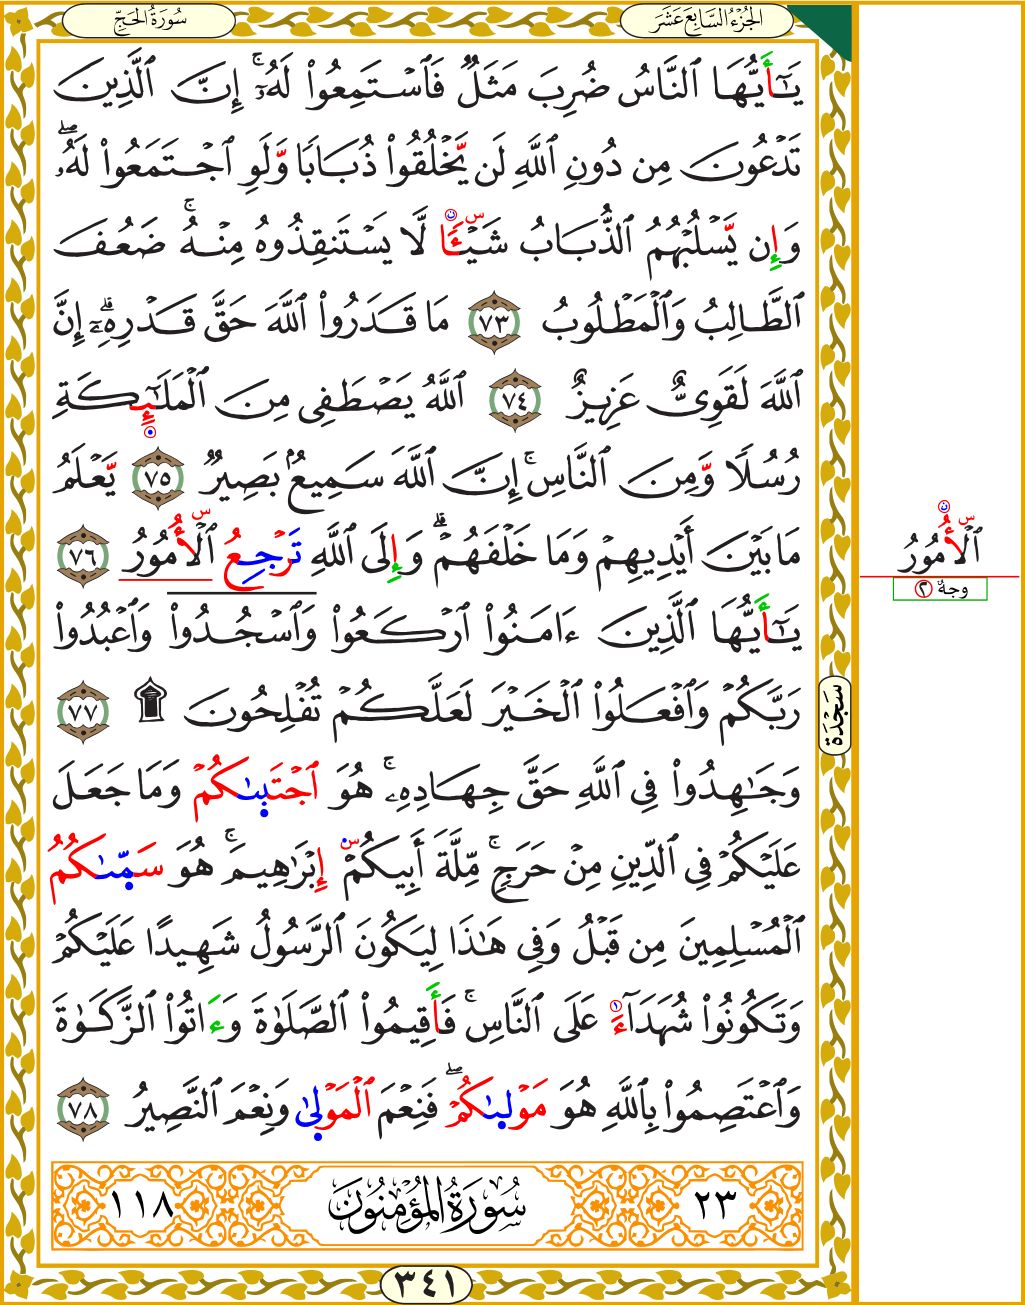 الجُزْءُ السَّابِعَ عَشَرَ
سُورَةُ الحَجِّ
يَـٰٓأَيُّهَا ٱلنَّاسُ ضُرِبَ مَثَلٌ فَٱسْتَمِعُوا۟ لَهُۥٓ ۚ إِنَّ ٱلَّذِينَ
تَدْعُونَ مِن دُونِ ٱللَّهِ لَن يَّخْلُقُوا۟ ذُبَابًا وَّلَوِ ٱجْتَمَعُوا۟ لَهُۥ ۖ
وَإِن يَّسْلُبْهُمُ ٱلذُّبَابُ شَيْـًٔا لَّا يَسْتَنقِذُوهُ مِنْهُ ۚ ضَعُفَ
ٱلطَّالِبُ وَٱلْمَطْلُوبُ ٧٣ مَا قَدَرُوا۟ ٱللَّهَ حَقَّ قَدْرِهِۦٓ ۗ إِنَّ
ٱللَّهَ لَقَوِىٌّ عَزِيزٌ ٧٤ ٱللَّهُ يَصْطَفِى مِنَ ٱلْمَلَـٰٓئِكَةِ
رُسُلًا وَّمِنَ ٱلنَّاسِ ۚ إِنَّ ٱللَّهَ سَمِيعٌۢ بَصِيرٌ ٧٥ يَّعْلَمُ
مَا بَيْنَ أَيْدِيهِمْ وَمَا خَلْفَهُمْ ۗ وَإِلَى ٱللَّهِ تَرْجِعُ ٱلْأُمُورُ ٧٦
ٱلْأُمُورُ
وجهٌ ٢
يَـٰٓأَيُّهَا ٱلَّذِينَ ءَامَنُوا۟ ٱرْكَعُوا۟ وَٱسْجُدُوا۟ وَٱعْبُدُوا۟
رَبَّكُمْ وَٱفْعَلُوا۟ ٱلْخَيْرَ لَعَلَّكُمْ تُفْلِحُونَ ۩ ٧٧
سَجْدَة
وَجَـٰهِدُوا۟ فِى ٱللَّهِ حَقَّ جِهَادِهِۦ ۚ هُوَ ٱجْتَبَىٰكُمْ وَمَا جَعَلَ
عَلَيْكُمْ فِى ٱلدِّينِ مِنْ حَرَجٍ ۚ مِّلَّةَ أَبِيكُمْ إِبْرَٰهِيمَ ۚ هُوَ سَمَّىٰكُمُ
ٱلْمُسْلِمِينَ مِن قَبْلُ وَفِى هَـٰذَا لِيَكُونَ ٱلرَّسُولُ شَهِيدًا عَلَيْكُمْ
وَتَكُونُوا۟ شُهَدَآءَ عَلَى ٱلنَّاسِ ۚ فَأَقِيمُوا۟ ٱلصَّلَوٰةَ وَءَاتُوا۟ ٱلزَّكَوٰةَ
وَٱعْتَصِمُوا۟ بِٱللَّهِ هُوَ مَوْلَىٰكُمْ ۖ فَنِعْمَ ٱلْمَوْلَىٰ وَنِعْمَ ٱلنَّصِيرُ ٧٨
٢٣ سُورَةُ المُؤْمِنُونَ ١١٨
٣٤١